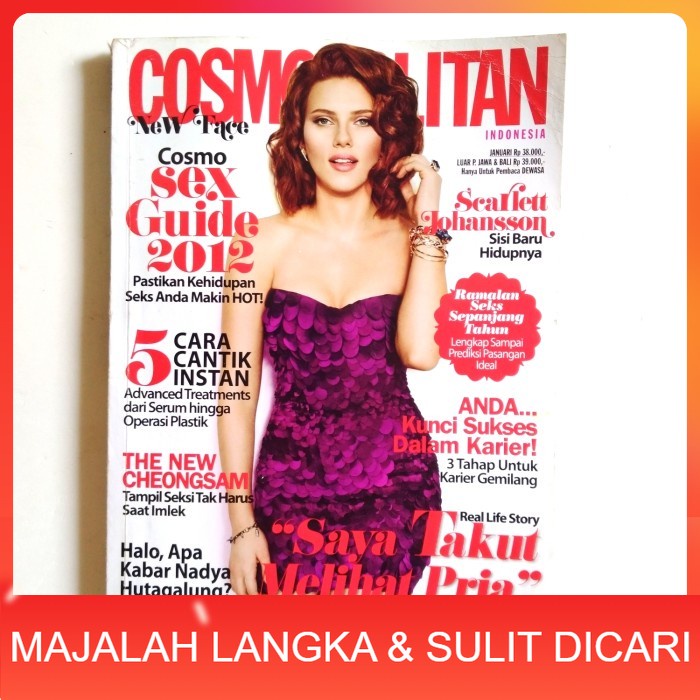 COSMOPOLITAN
New Face
INDONESIA
JANUARI Rp 38.000,-
LUAR P. JAWA & BALI Rp 39.000,-
Hanya Untuk Pembaca DEWASA
Cosmo
sex
Guide
2012
Pastikan Kehidupan
Seks Anda Makin HOT!
Scarlett
Johansson
Sisi Baru
Hidupnya
Ramalan
Seks
Sepanjang
Tahun
Lengkap Sampai
Prediksi Pasangan
Ideal
5 CARA
CANTIK
INSTAN
Advanced Treatments
dari Serum hingga
Operasi Plastik
ANDA...
Kunci Sukses
Dalam Karier!
3 Tahap Untuk
Karier Gemilang
THE NEW
CHEONGSAM
Tampil Seksi Tak Harus
Saat Imlek
Real Life Story
"Saya Takut
Melihat Pria"
Halo, Apa
Kabar Nadya
Hutagalung?
MAJALAH LANGKA & SULIT DICARI